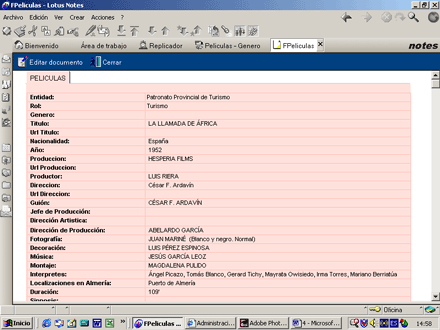 FPeliculas - Lotus Notes
Archivo Edición Ver Crear Acciones ?
Bienvenido Área de trabajo Replicador Peliculas - Genero FPeliculas notes
Editar documento Cerrar
PELICULAS
Entidad: Patronato Provincial de Turismo
Rol: Turismo
Genero:
Titulo: LA LLAMADA DE ÁFRICA
Url Titulo:
Nacionalidad: España
Año: 1952
Produccion: HESPERIA FILMS
Url Produccion:
Productor: LUIS RIERA
Direccion: César F. Ardavín
Url Direccion:
Guión: CÉSAR F. ARDAVÍN
Jefe de Producción:
Dirección Artistica:
Dirección de Producción: ABELARDO GARCÍA
Fotografía: JUAN MARINÉ (Blanco y negro. Normal)
Decoración: LUIS PÉREZ ESPINOSA
Música: JESÚS GARCÍA LEOZ
Montaje: MAGDALENA PULIDO
Interpretes: Ángel Picazo, Tomás Blanco, Gerard Tichy, Mayrata Owisiedo, Irma Torres, Mariano Berriatúa
Localizaciones en Almería: Puerto de Almería
Duración: 109'
Sinopsis:
Oficina
Inicio FPeliculas ... Administraci... Adobe Phot... 4 - Microsof... 14:58